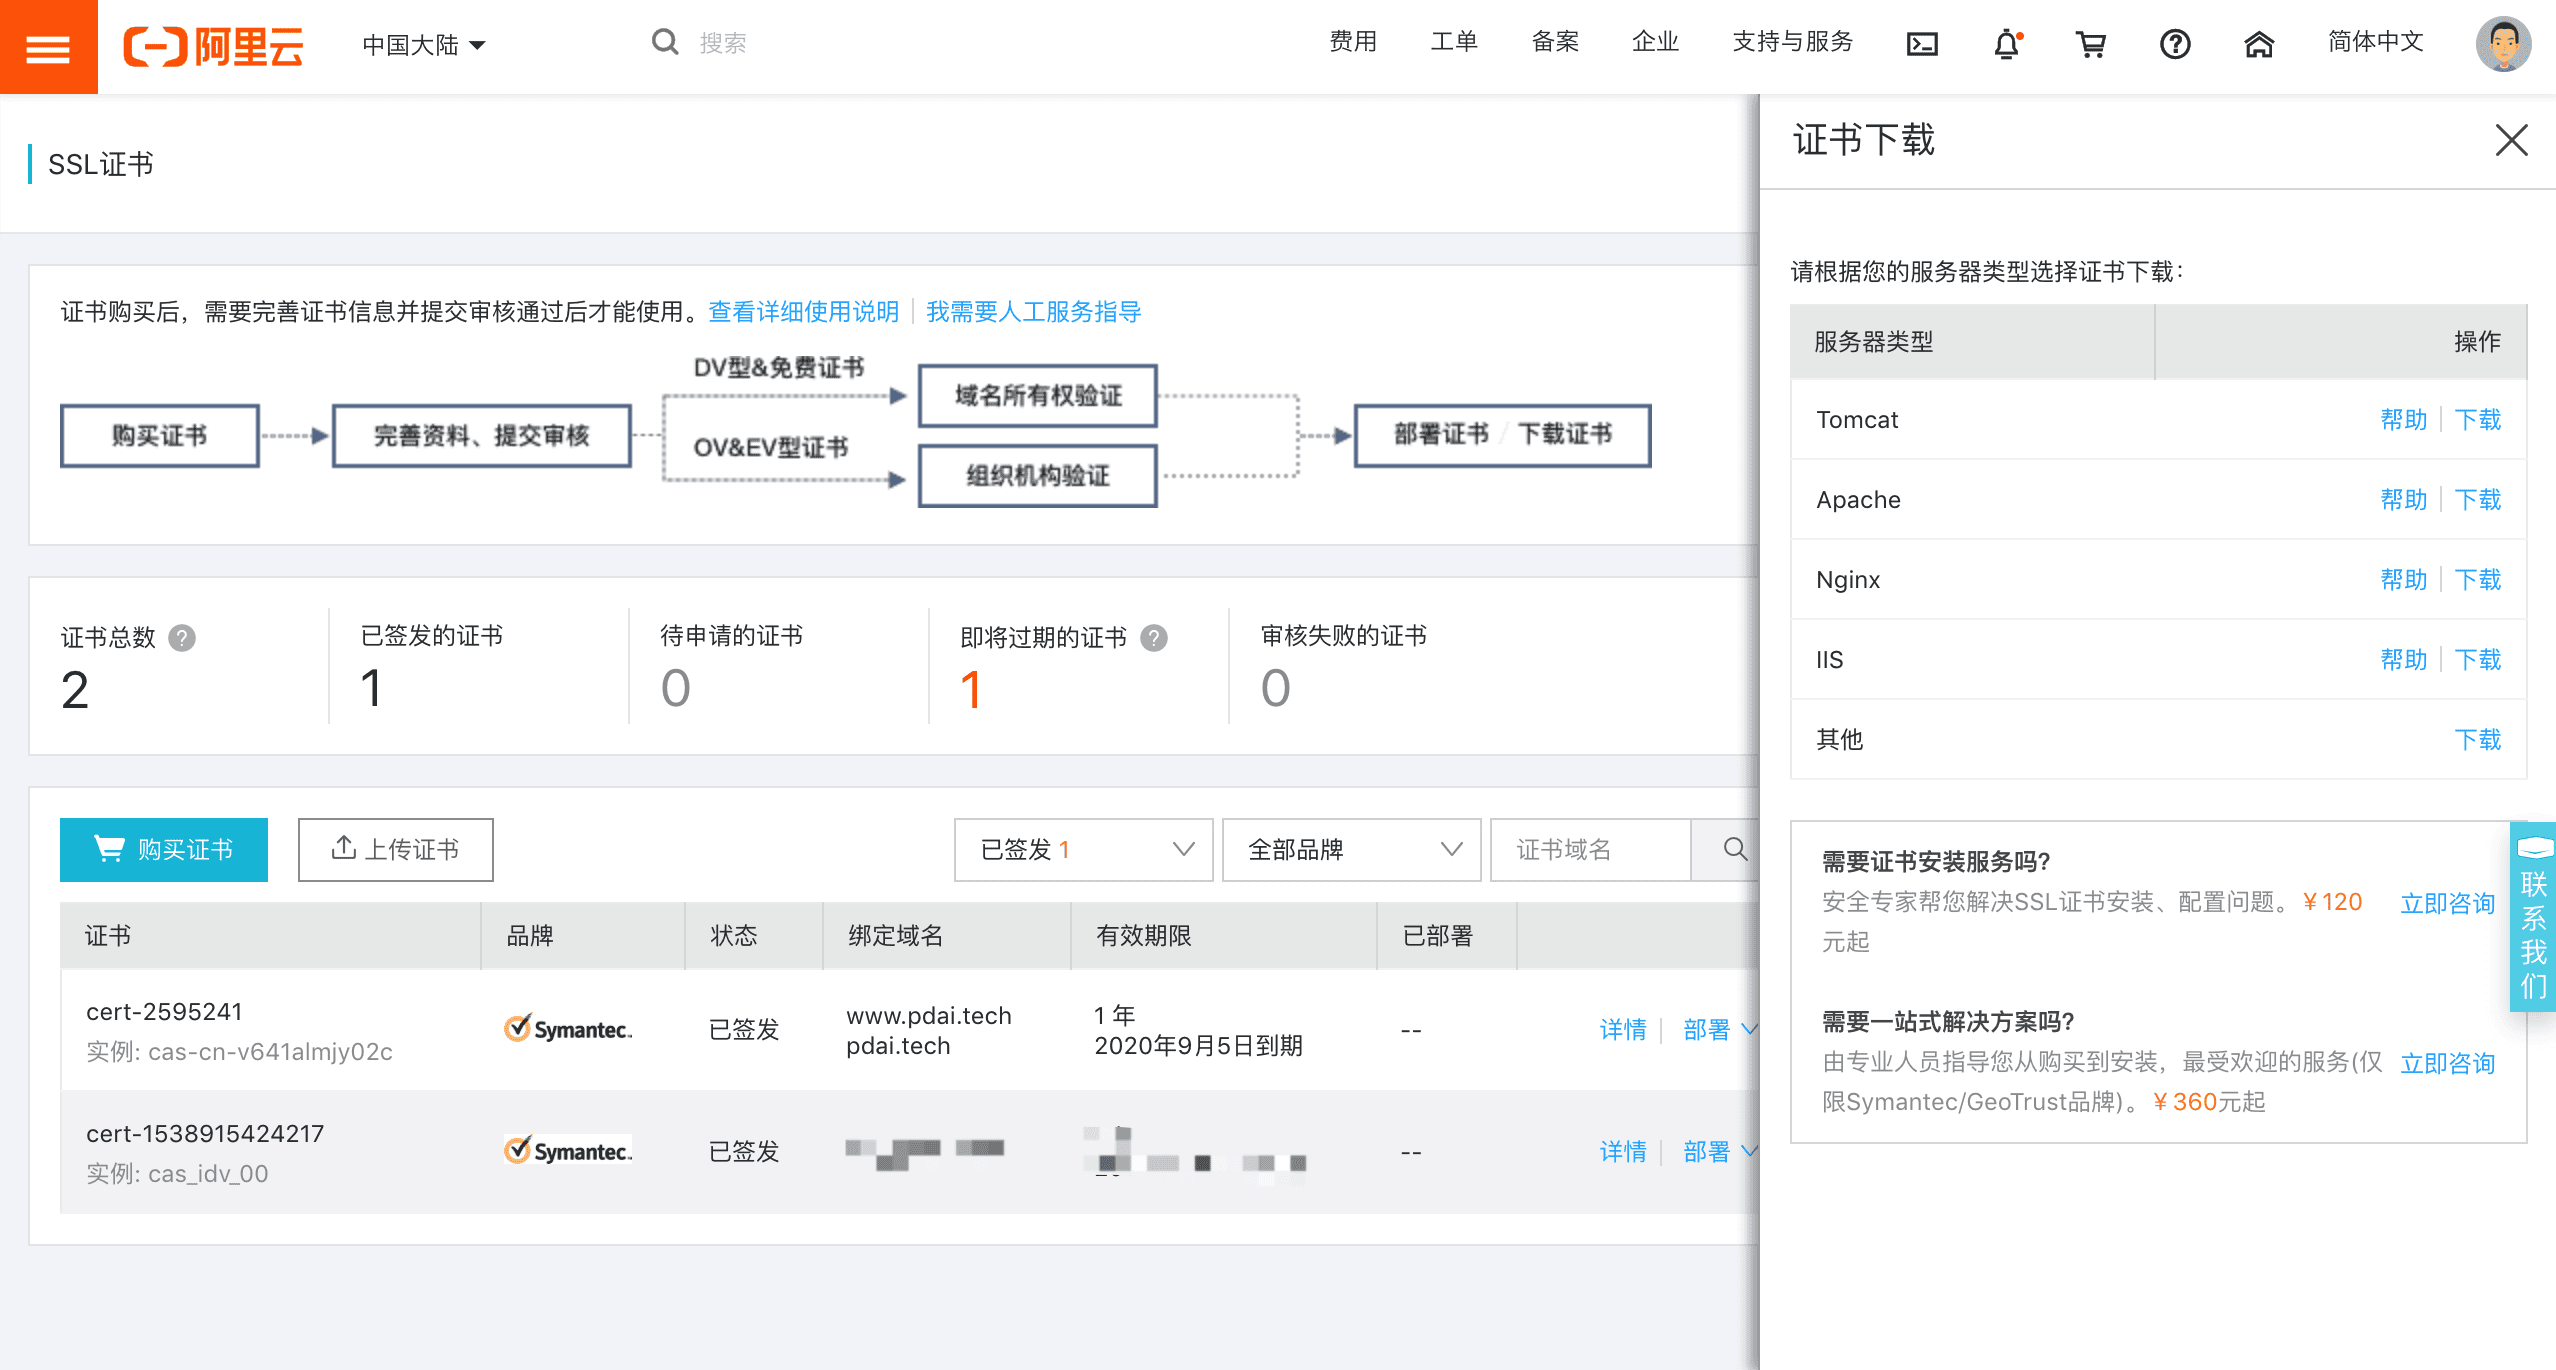 阿里云
中国大陆
搜索
费用
工单
备案
企业
支持与服务
简体中文
SSL证书
证书购买后，需要完善证书信息并提交审核通过后才能使用。查看详细使用说明 | 我需要人工服务指导
购买证书
完善资料、提交审核
DV型&免费证书
OV&EV型证书
域名所有权验证
组织机构验证
部署证书 / 下载证书
证书总数 ?
2
已签发的证书
1
待申请的证书
0
即将过期的证书 ?
1
审核失败的证书
0
购买证书
上传证书
已签发 1
全部品牌
证书域名
证书 品牌 状态 绑定域名 有效期限 已部署
cert-2595241
实例: cas-cn-v641almjy02c
Symantec.
已签发
www.pdai.tech
pdai.tech
1 年
2020年9月5日到期
--
详情 | 部署
cert-1538915424217
实例: cas_idv_00
Symantec.
已签发
--
详情 | 部署
证书下载
请根据您的服务器类型选择证书下载：
服务器类型 操作
Tomcat 帮助 | 下载
Apache 帮助 | 下载
Nginx 帮助 | 下载
IIS 帮助 | 下载
其他 下载
需要证书安装服务吗?
安全专家帮您解决SSL证书安装、配置问题。￥120
元起
立即咨询
需要一站式解决方案吗?
由专业人员指导您从购买到安装，最受欢迎的服务(仅
限Symantec/GeoTrust品牌)。￥360元起
立即咨询
联系我们